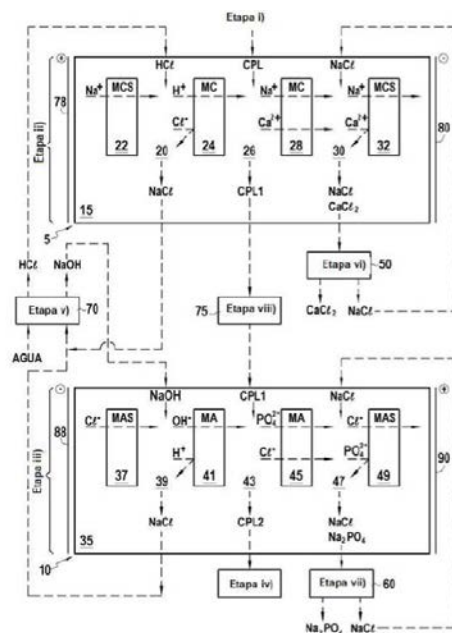 Etapa i)
HCℓ CPL NaCℓ
+ -
78 Etapa ii) Na⁺ MCS H⁺ MC Na⁺ MC Na⁺ MCS 80
Cℓ⁻ Ca²⁺ Ca²⁺
22 20 24 26 28 30 32
NaCℓ CPL1 NaCℓ
CaCℓ₂
15
5
HCℓ NaOH Etapa vi) 50
Etapa v) 70 75 Etapa viii) CaCℓ₂ NaCℓ
AGUA
NaOH CPL1 NaCℓ
- +
88 Etapa iii) Cℓ⁻ MAS OH⁻ MA PO₄²⁻ MA Cℓ⁻ MAS 90
H⁺ Cℓ⁻ PO₄²⁻
37 39 41 43 45 47 49
NaCℓ CPL2 NaCℓ
Na₂PO₄
35
10
Etapa iv) Etapa vii) 60
NaCℓ